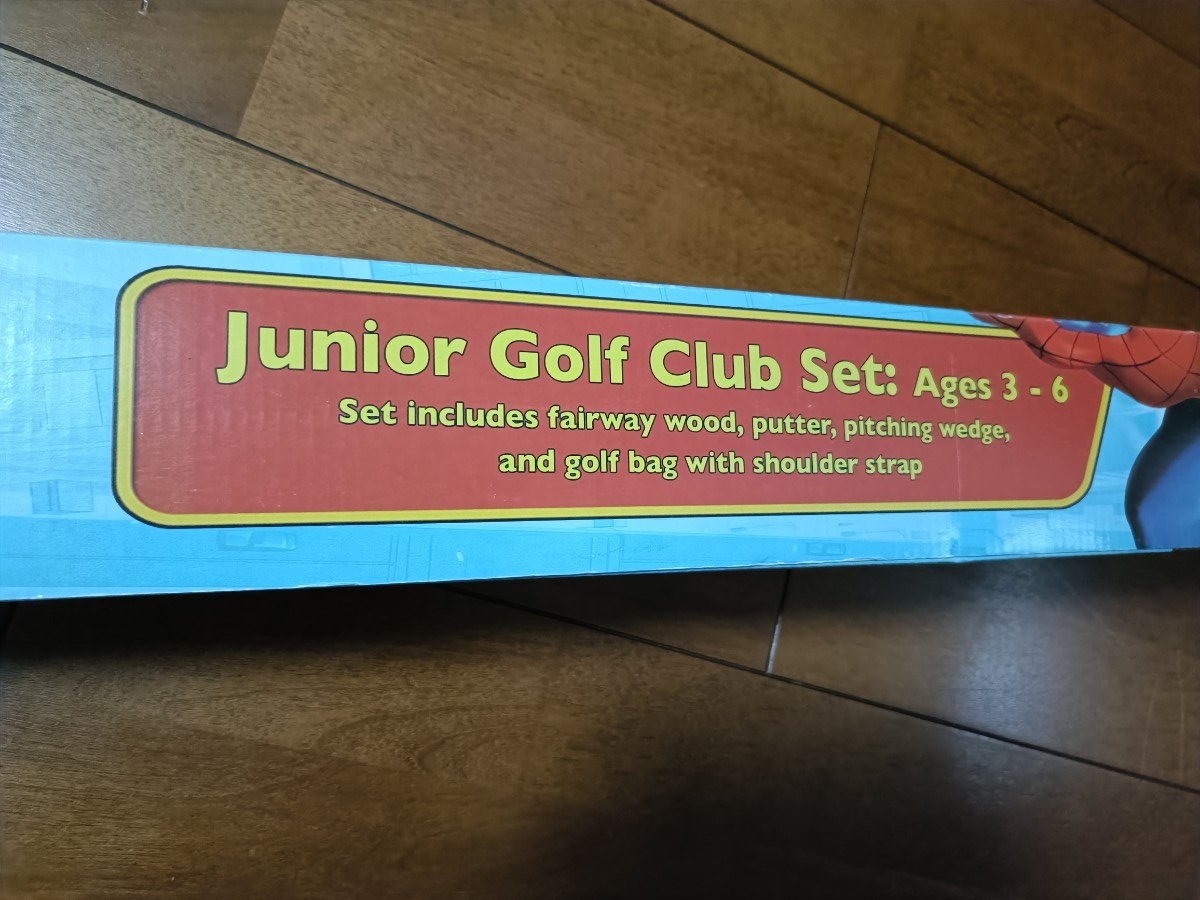 Junior Golf Club Set: Ages 3 - 6
Set includes fairway wood, putter, pitching wedge,
and golf bag with shoulder strap